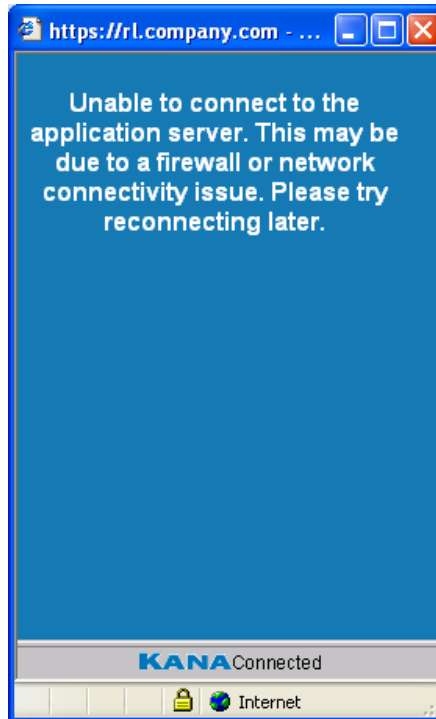 https://rl.company.com - ...
Unable to connect to the
application server. This may be
due to a firewall or network
connectivity issue. Please try
reconnecting later.
KANA Connected
Internet